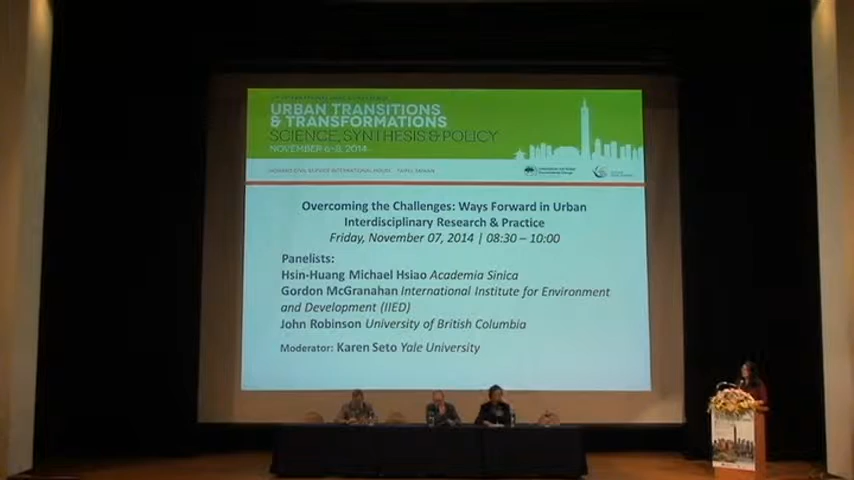 URBAN TRANSITIONS
& TRANSFORMATIONS
SCIENCE, SYNTHESIS & POLICY
NOVEMBER 6-8, 2014
Overcoming the Challenges: Ways Forward in Urban
Interdisciplinary Research & Practice
Friday, November 07, 2014 | 08:30 – 10:00
Panelists:
Hsin-Huang Michael Hsiao Academia Sinica
Gordon McGranahan International Institute for Environment
and Development (IIED)
John Robinson University of British Columbia
Moderator: Karen Seto Yale University